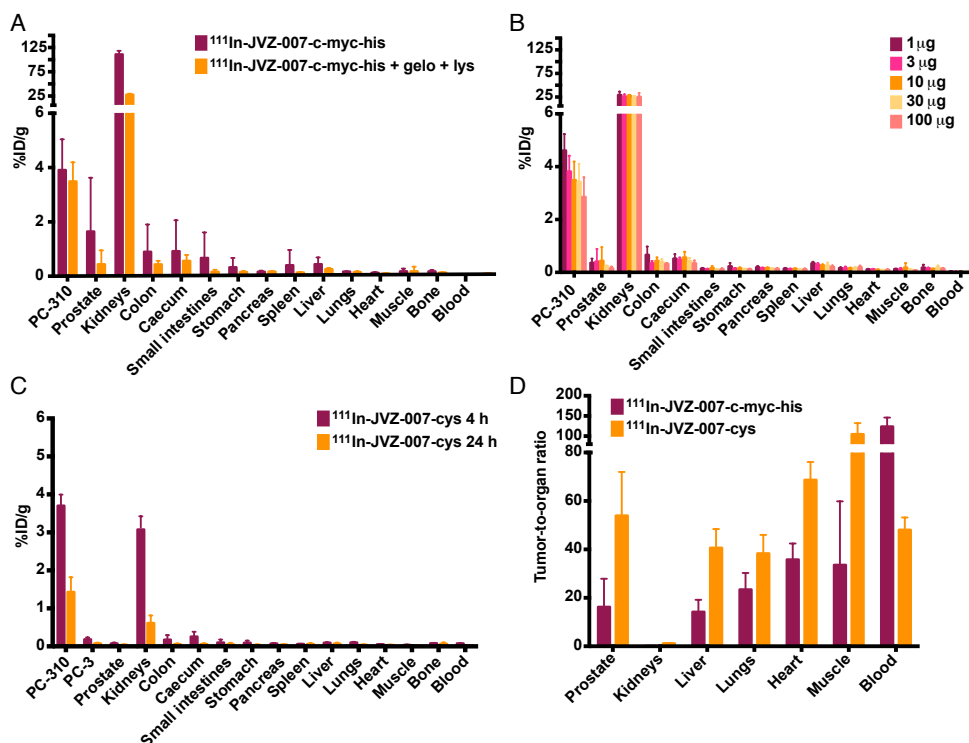 A
125
75
25
6
4
2
0
%ID/g
¹¹¹In-JVZ-007-c-myc-his
¹¹¹In-JVZ-007-c-myc-his + gelo + lys
PC-310
Prostate
Kidneys
Colon
Caecum
Small intestines
Stomach
Pancreas
Spleen
Liver
Lungs
Heart
Muscle
Bone
Blood
B
125
75
25
6
4
2
0
%ID/g
1 µg
3 µg
10 µg
30 µg
100 µg
PC-310
Prostate
Kidneys
Colon
Caecum
Small intestines
Stomach
Pancreas
Spleen
Liver
Lungs
Heart
Muscle
Bone
Blood
C
6
5
4
3
2
1
0
%ID/g
¹¹¹In-JVZ-007-cys 4 h
¹¹¹In-JVZ-007-cys 24 h
PC-310
PC-3
Prostate
Kidneys
Colon
Caecum
Small intestines
Stomach
Pancreas
Spleen
Liver
Lungs
Heart
Muscle
Bone
Blood
D
200
150
100
80
60
40
20
0
Tumor-to-organ ratio
¹¹¹In-JVZ-007-c-myc-his
¹¹¹In-JVZ-007-cys
Prostate
Kidneys
Liver
Lungs
Heart
Muscle
Blood